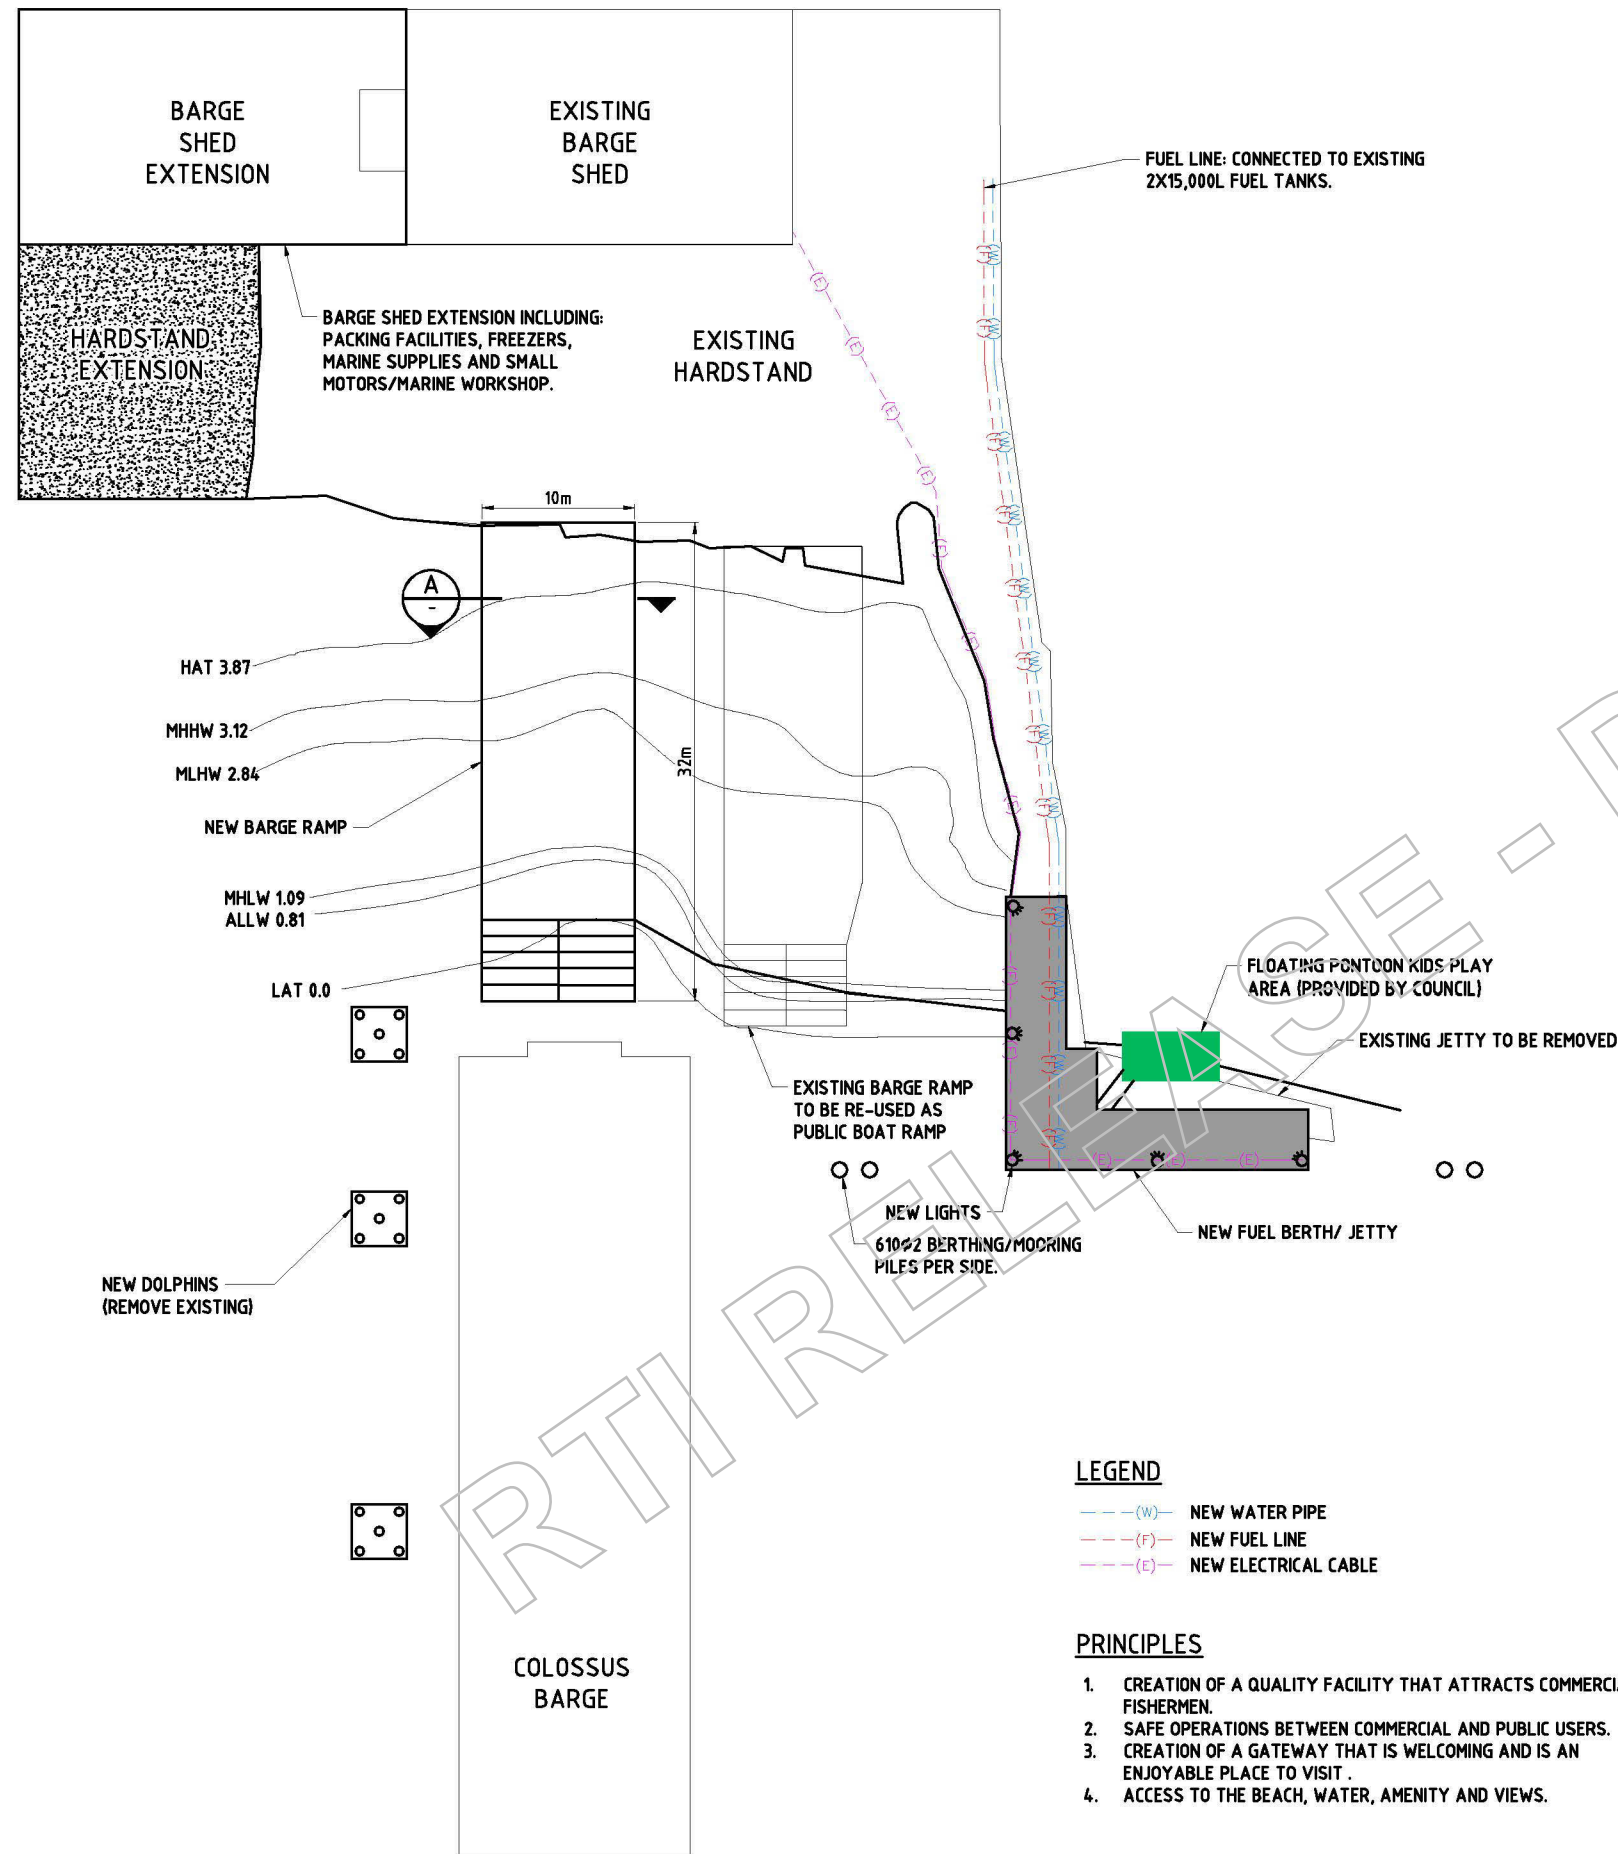 BARGE
SHED
EXTENSION
EXISTING
BARGE
SHED
FUEL LINE: CONNECTED TO EXISTING
2X15,000L FUEL TANKS.
(E)
(F)
(W)
(E)
(F)
(W)
BARGE SHED EXTENSION INCLUDING:
PACKING FACILITIES, FREEZERS,
MARINE SUPPLIES AND SMALL
MOTORS/MARINE WORKSHOP.
HARDSTAND
EXTENSION
EXISTING
HARDSTAND
(E)
(F)
(W)
(E)
(F)
(W)
10m
(E)
(F)
(W)
A
-
(E)
(F)
(W)
HAT 3.87
MHHW 3.12
MLHW 2.84
32m
(F)
(W)
(E)
(F)
(W)
NEW BARGE RAMP
MHLW 1.09
ALLW 0.81
(F)
(W)
LAT 0.0
(E)
(F)
(W)
FLOATING PONTOON KIDS PLAY
AREA (PROVIDED BY COUNCIL)
EXISTING JETTY TO BE REMOVED
(E)
(F)
(W)
EXISTING BARGE RAMP
TO BE RE-USED AS
PUBLIC BOAT RAMP
(E)
(F)
(W)
(E)
(E)
(E)
NEW LIGHTS
610Φ2 BERTHING/MOORING
PILES PER SIDE.
NEW FUEL BERTH/ JETTY
NEW DOLPHINS
(REMOVE EXISTING)
RTI RELEASE -
COLOSSUS
BARGE
LEGEND
(W) NEW WATER PIPE
(F) NEW FUEL LINE
(E) NEW ELECTRICAL CABLE
PRINCIPLES
1. CREATION OF A QUALITY FACILITY THAT ATTRACTS
FISHERMEN.
2. SAFE OPERATIONS BETWEEN COMMERCIAL AND PUBLIC USERS.
3. CREATION OF A GATEWAY THAT IS WELCOMING AND IS AN
ENJOYABLE PLACE TO VISIT .
4. ACCESS TO THE BEACH, WATER, AMENITY AND VIEWS.